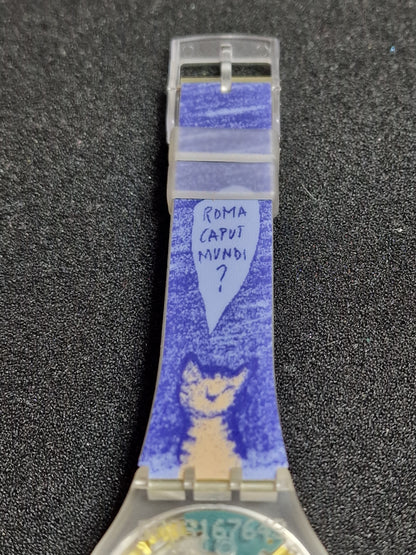 ROMA
CAPUT
MUNDI
?